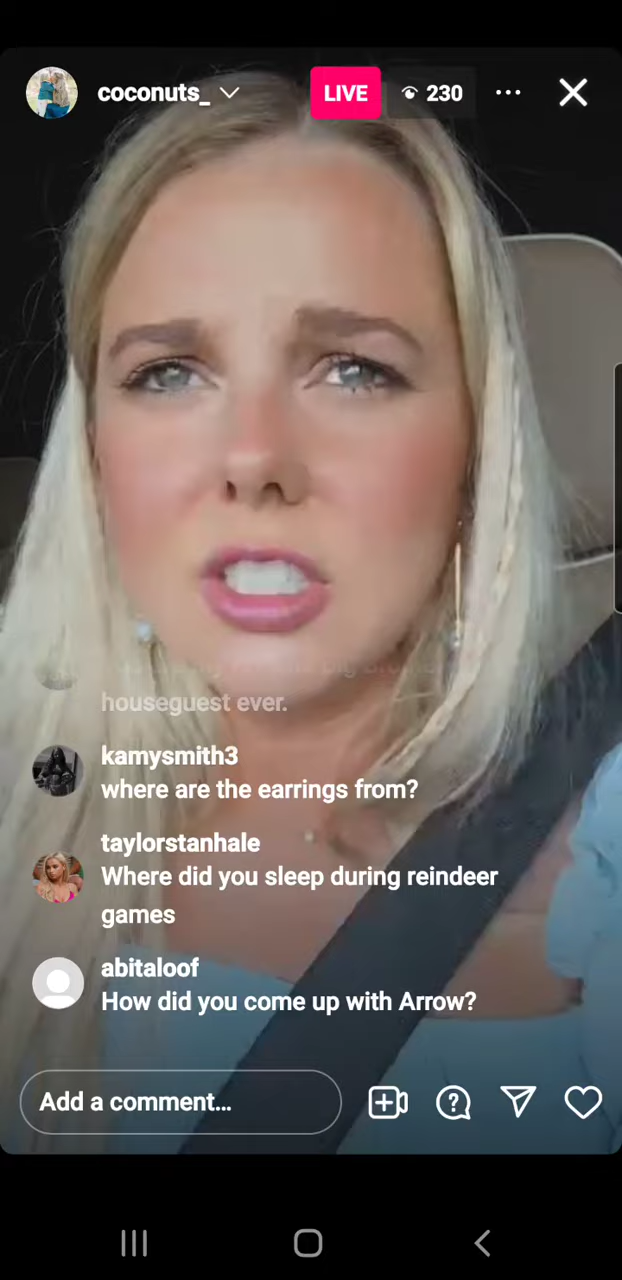 coconuts_
LIVE
230
houseguest ever.
kamysmith3
where are the earrings from?
taylorstanhale
Where did you sleep during reindeer
games
abitaloof
How did you come up with Arrow?
Add a comment...